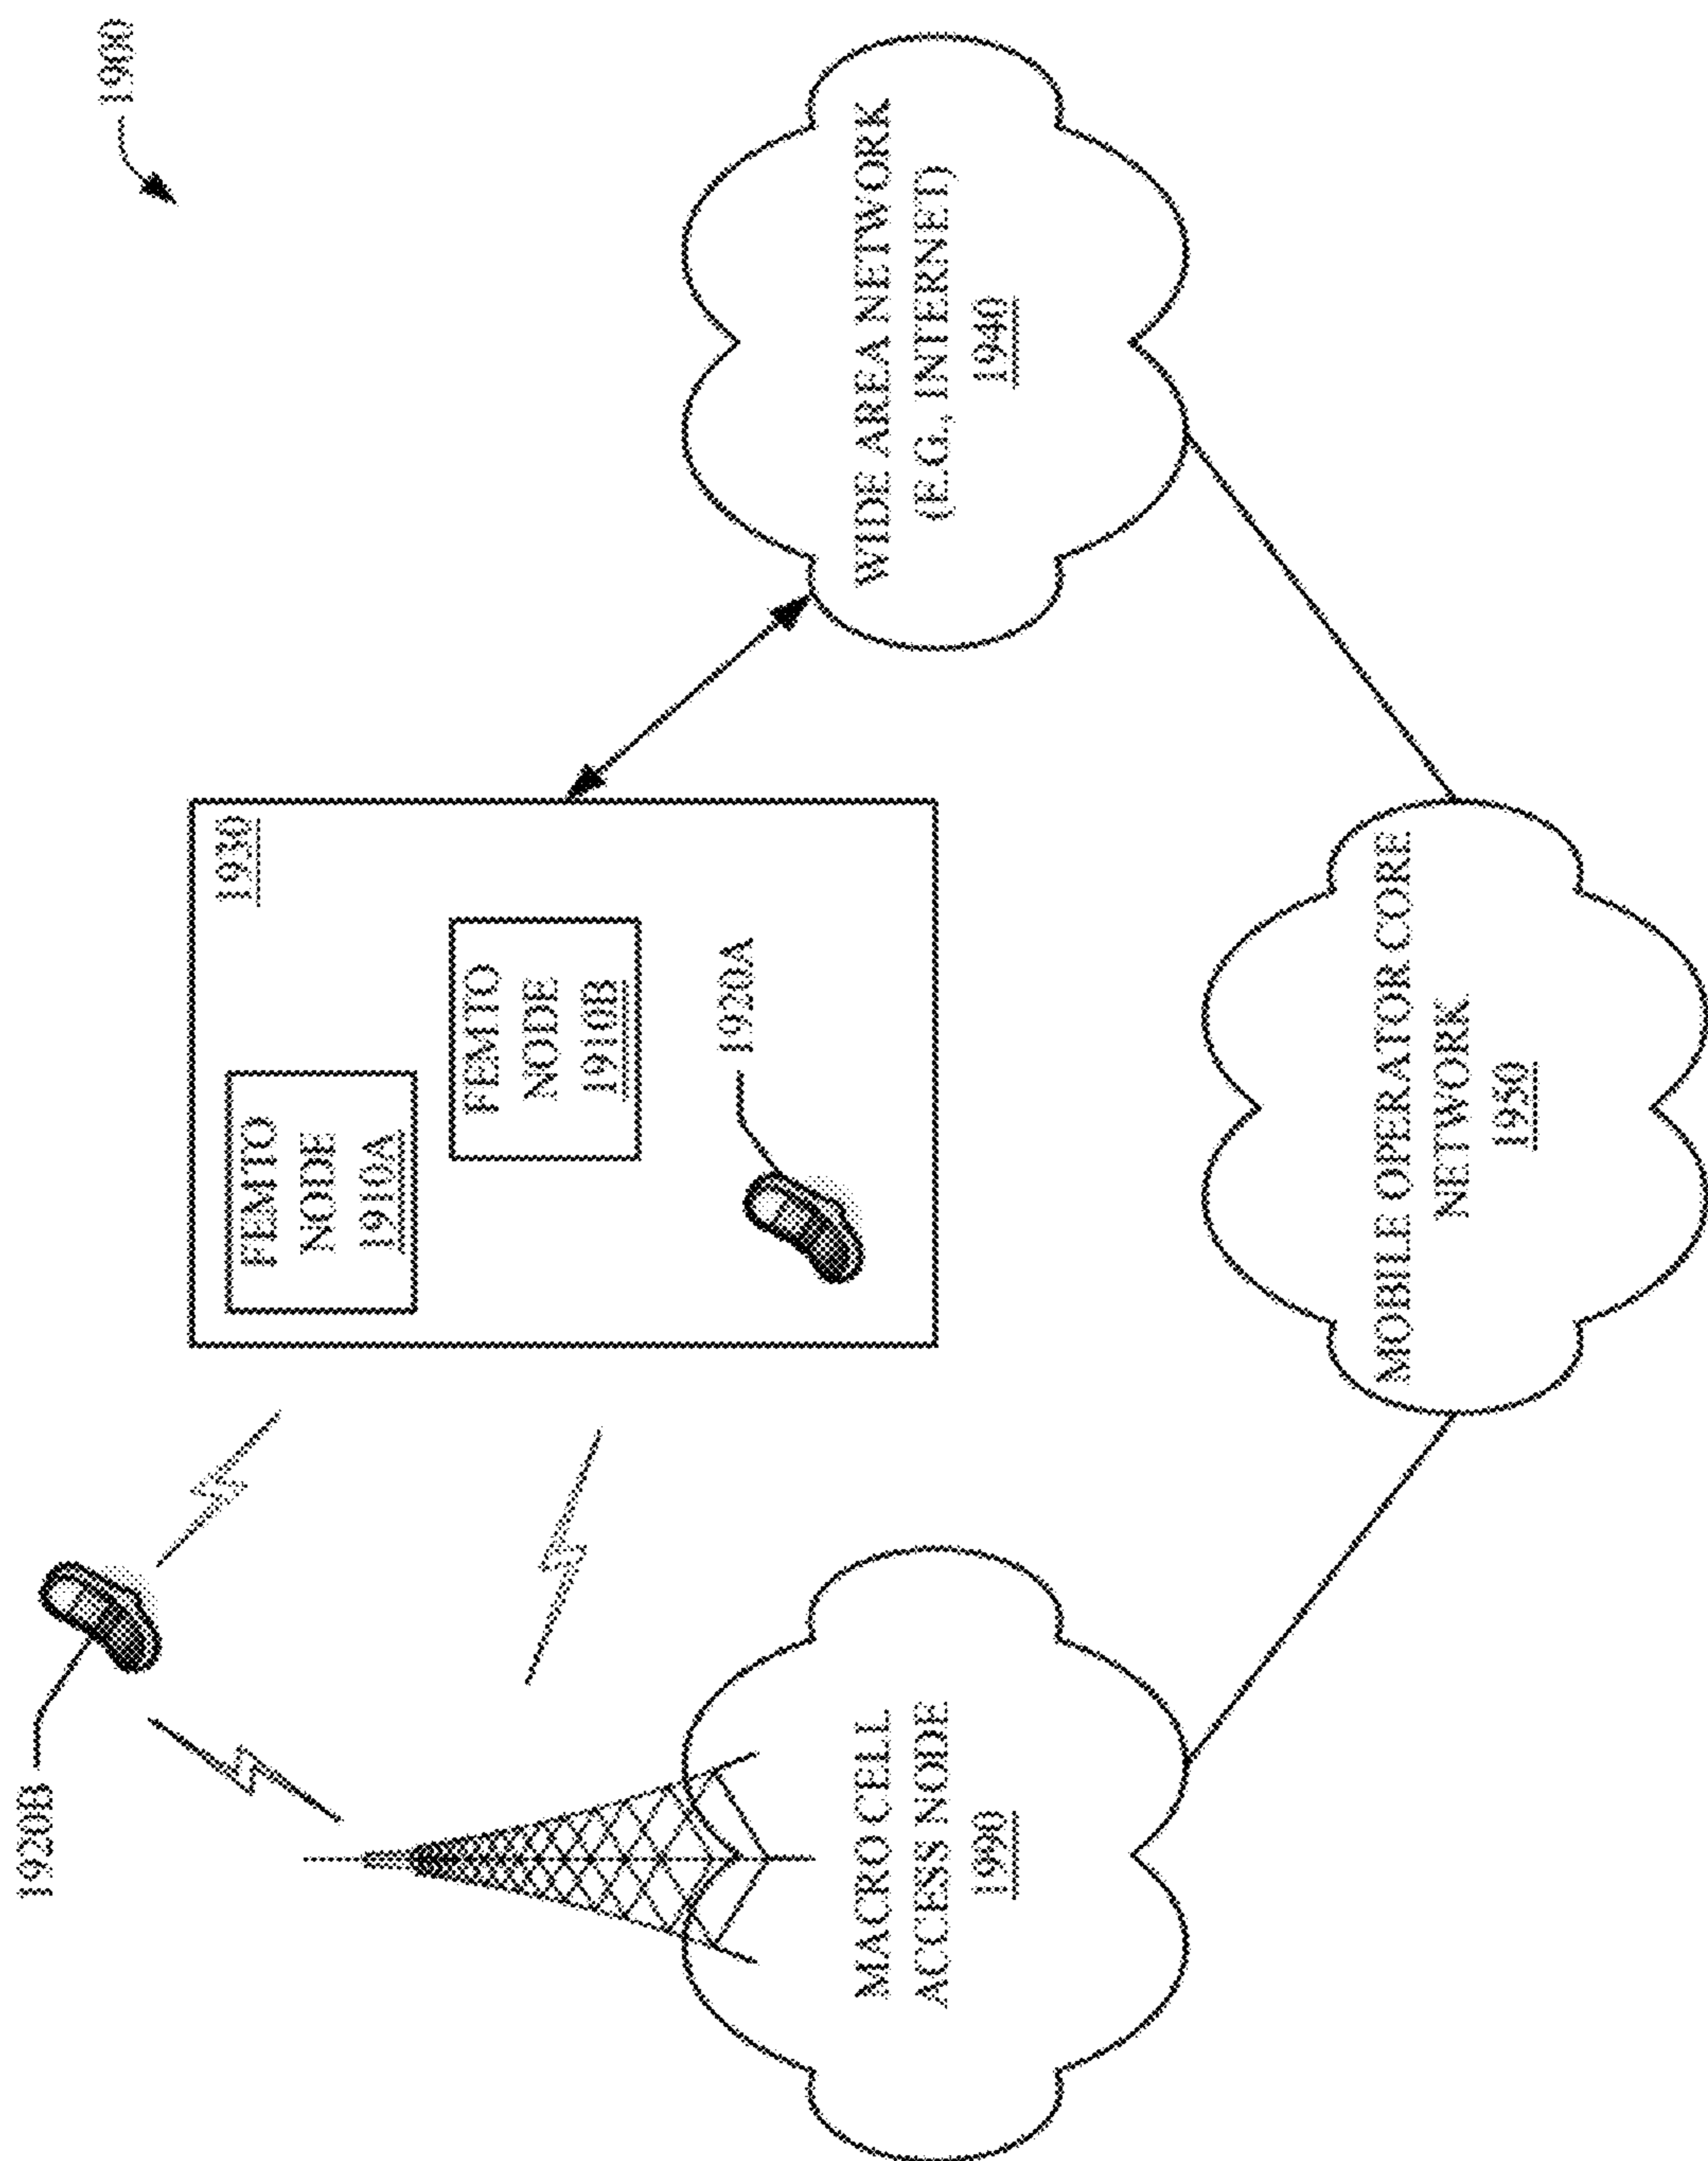 1900
1920B
1930
FEMTO
NODE
1910A
FEMTO
NODE
1910B
1920A
MACRO CELL
ACCESS NODE
1990
WIDE AREA NETWORK
(E.G., INTERNET)
1940
MOBILE OPERATOR CORE
NETWORK
1950